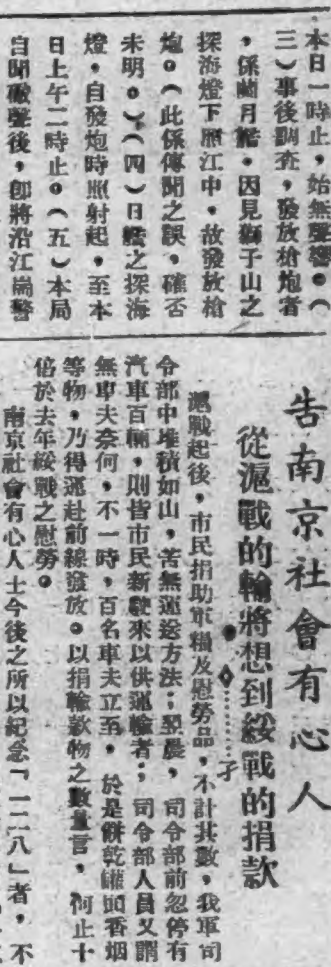 本日一時止，始無聲響。（
三）事後調查，發放槍炮者
，係嗣月艦，因見獅子山之
探海燈下照江中，故發放槍
炮。（此係傳聞之誤，確否
未明。）（四）日艦之探海
燈，自發炮時照射起，至本
日上午二時止。（五）本局
自聞礮聲後，卽將沿江崗警
告南京社會有心人
從滬戰的輸將想到綏戰的捐款
子
滬戰起後，市民捐助軍糧及慰勞品，不計其數，我軍司
令部中堆積如山，苦無運送方法；翌晨，司令部前忽停有
汽車百輛，則皆市民新駛來以供運輸者；司令部人員又謂
無車夫奈何，不一時，百名車夫立至。於是餅乾罐頭香烟
等物，乃得運赴前線發放。以捐輸款物之數量言，何止十
倍於去年綏戰之慰勞。
南京社會有心人士今後之所以紀念「一二八」者，不